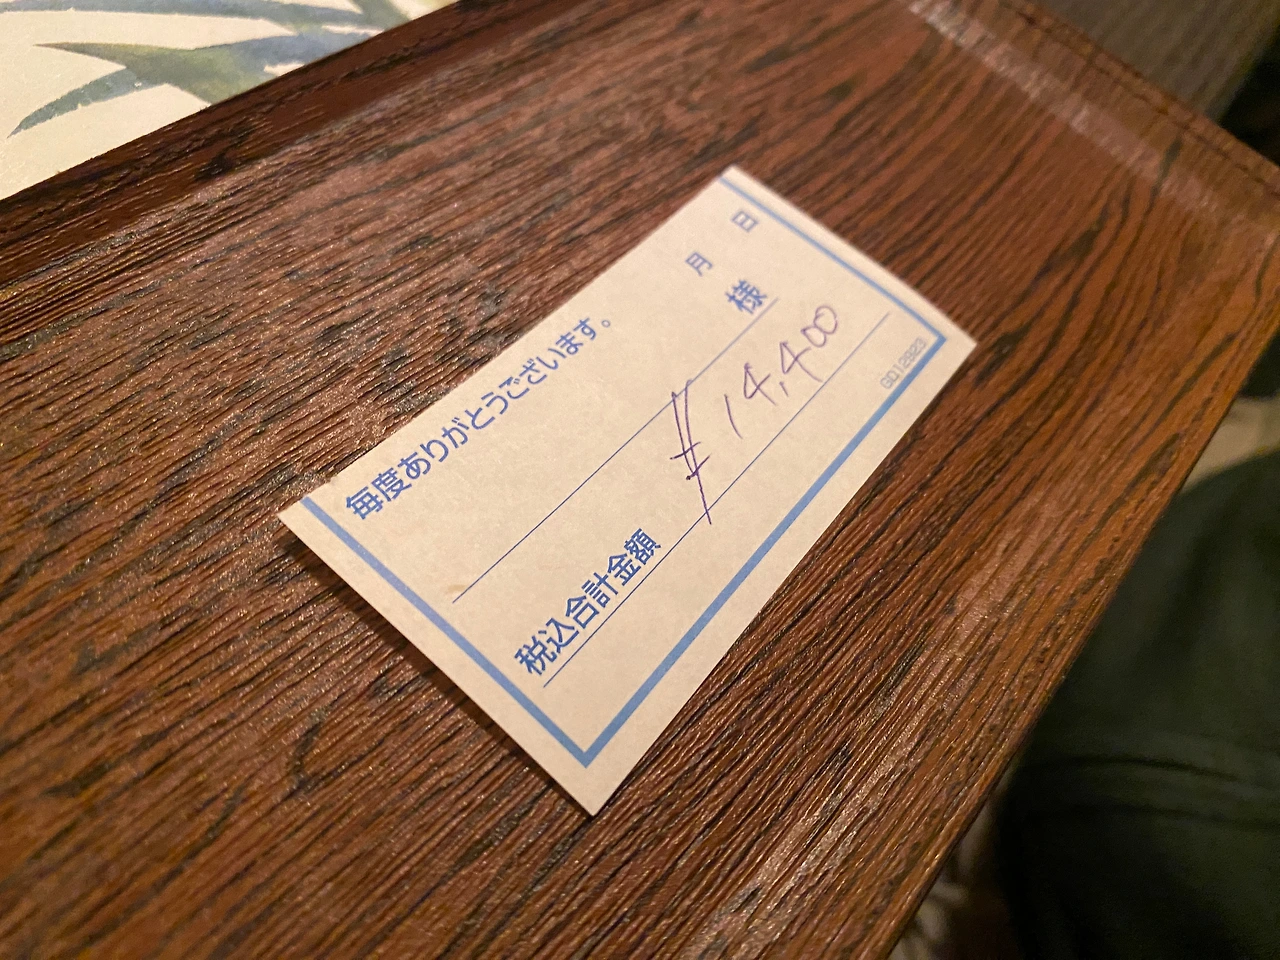 月 日
毎度ありがとうございます。
様
税込合計金額 ¥14,400
GQ12923